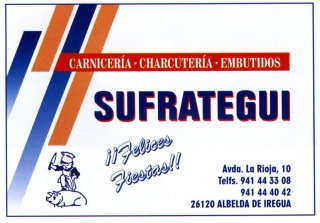 CARNICERÍA · CHARCUTERÍA · EMBUTIDOS
SUFRATEGUI
¡¡Felices
Fiestas!!
Avda. La Rioja, 10
Telfs. 941 44 33 08
941 44 40 42
26120 ALBELDA DE IREGUA